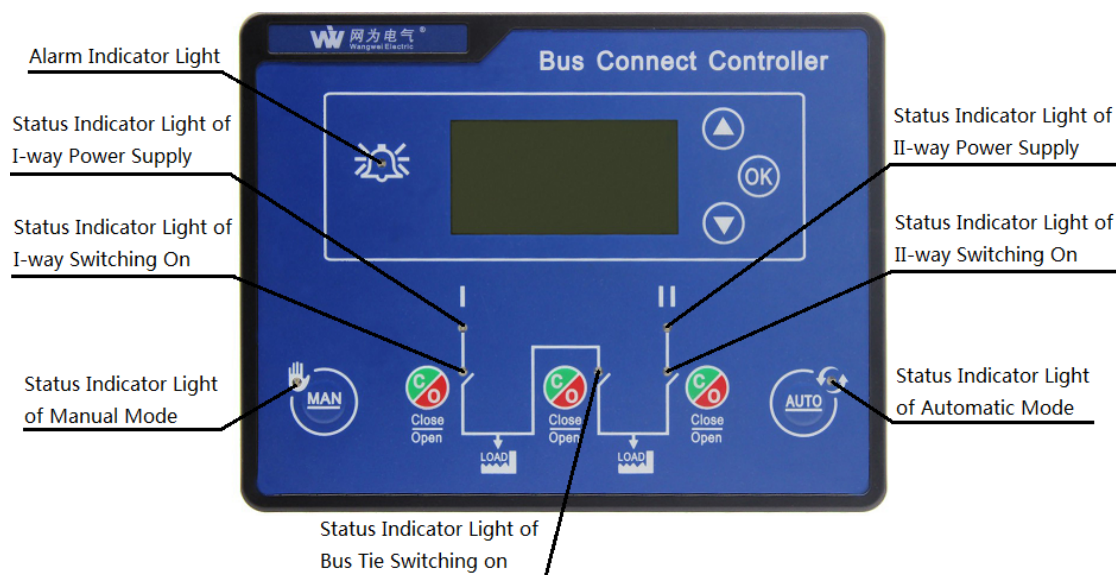 网为电气®
Wangwei Electric
Bus Connect Controller
Alarm Indicator Light
Status Indicator Light of
I-way Power Supply
Status Indicator Light of
II-way Power Supply
OK
Status Indicator Light of
I-way Switching On
Status Indicator Light of
II-way Switching On
I
II
Status Indicator Light
of Manual Mode
MAN
C/O
Close
Open
C/O
Close
Open
C/O
Close
Open
AUTO
Status Indicator Light
of Automatic Mode
LOAD
LOAD
Status Indicator Light of
Bus Tie Switching on